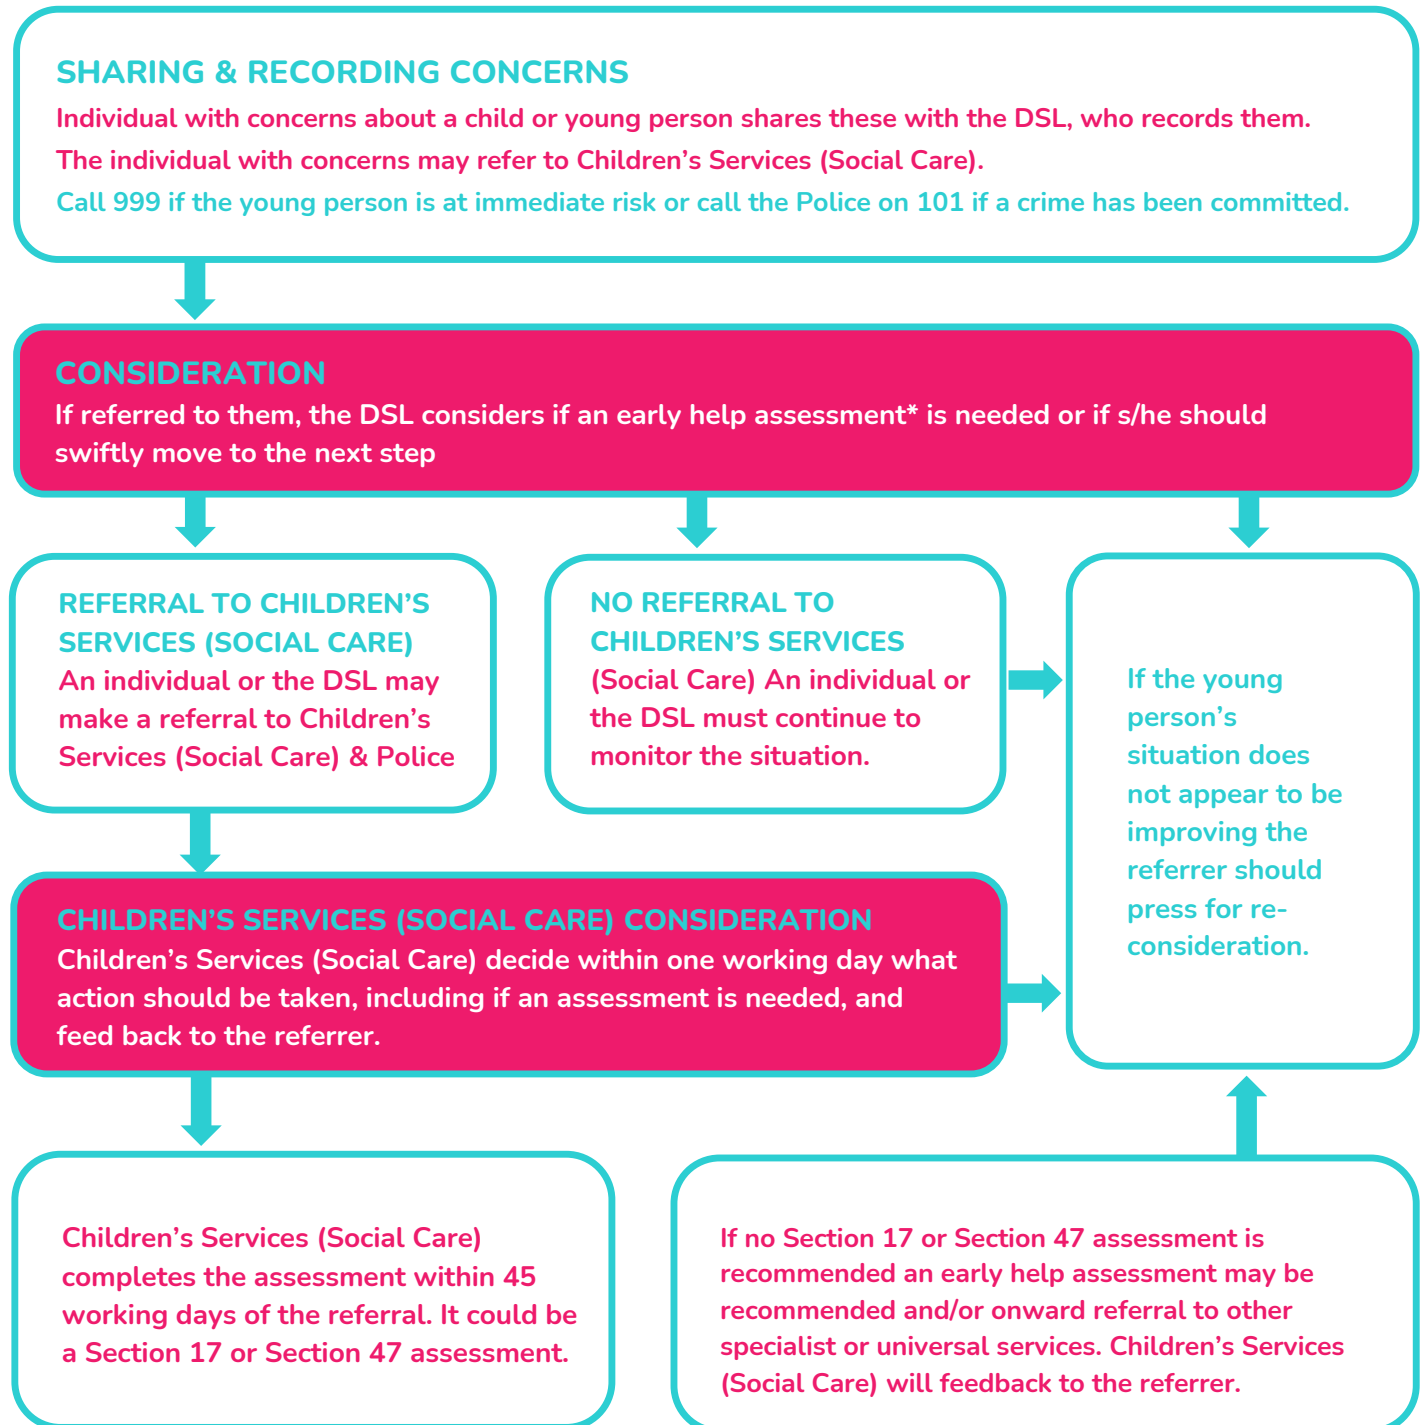 SHARING & RECORDING CONCERNS
Individual with concerns about a child or young person shares these with the DSL, who records them.
The individual with concerns may refer to Children’s Services (Social Care).
Call 999 if the young person is at immediate risk or call the Police on 101 if a crime has been committed.
CONSIDERATION
If referred to them, the DSL considers if an early help assessment* is needed or if s/he should
swiftly move to the next step
REFERRAL TO CHILDREN’S
SERVICES (SOCIAL CARE)
An individual or the DSL may
make a referral to Children’s
Services (Social Care) & Police
NO REFERRAL TO
CHILDREN’S SERVICES
(Social Care) An individual or
the DSL must continue to
monitor the situation.
If the young
person’s
situation does
not appear to be
improving the
referrer should
press for re-
consideration.
CHILDREN’S SERVICES (SOCIAL CARE) CONSIDERATION
Children’s Services (Social Care) decide within one working day what
action should be taken, including if an assessment is needed, and
feed back to the referrer.
Children’s Services (Social Care)
completes the assessment within 45
working days of the referral. It could be
a Section 17 or Section 47 assessment.
If no Section 17 or Section 47 assessment is
recommended an early help assessment may be
recommended and/or onward referral to other
specialist or universal services. Children’s Services
(Social Care) will feedback to the referrer.